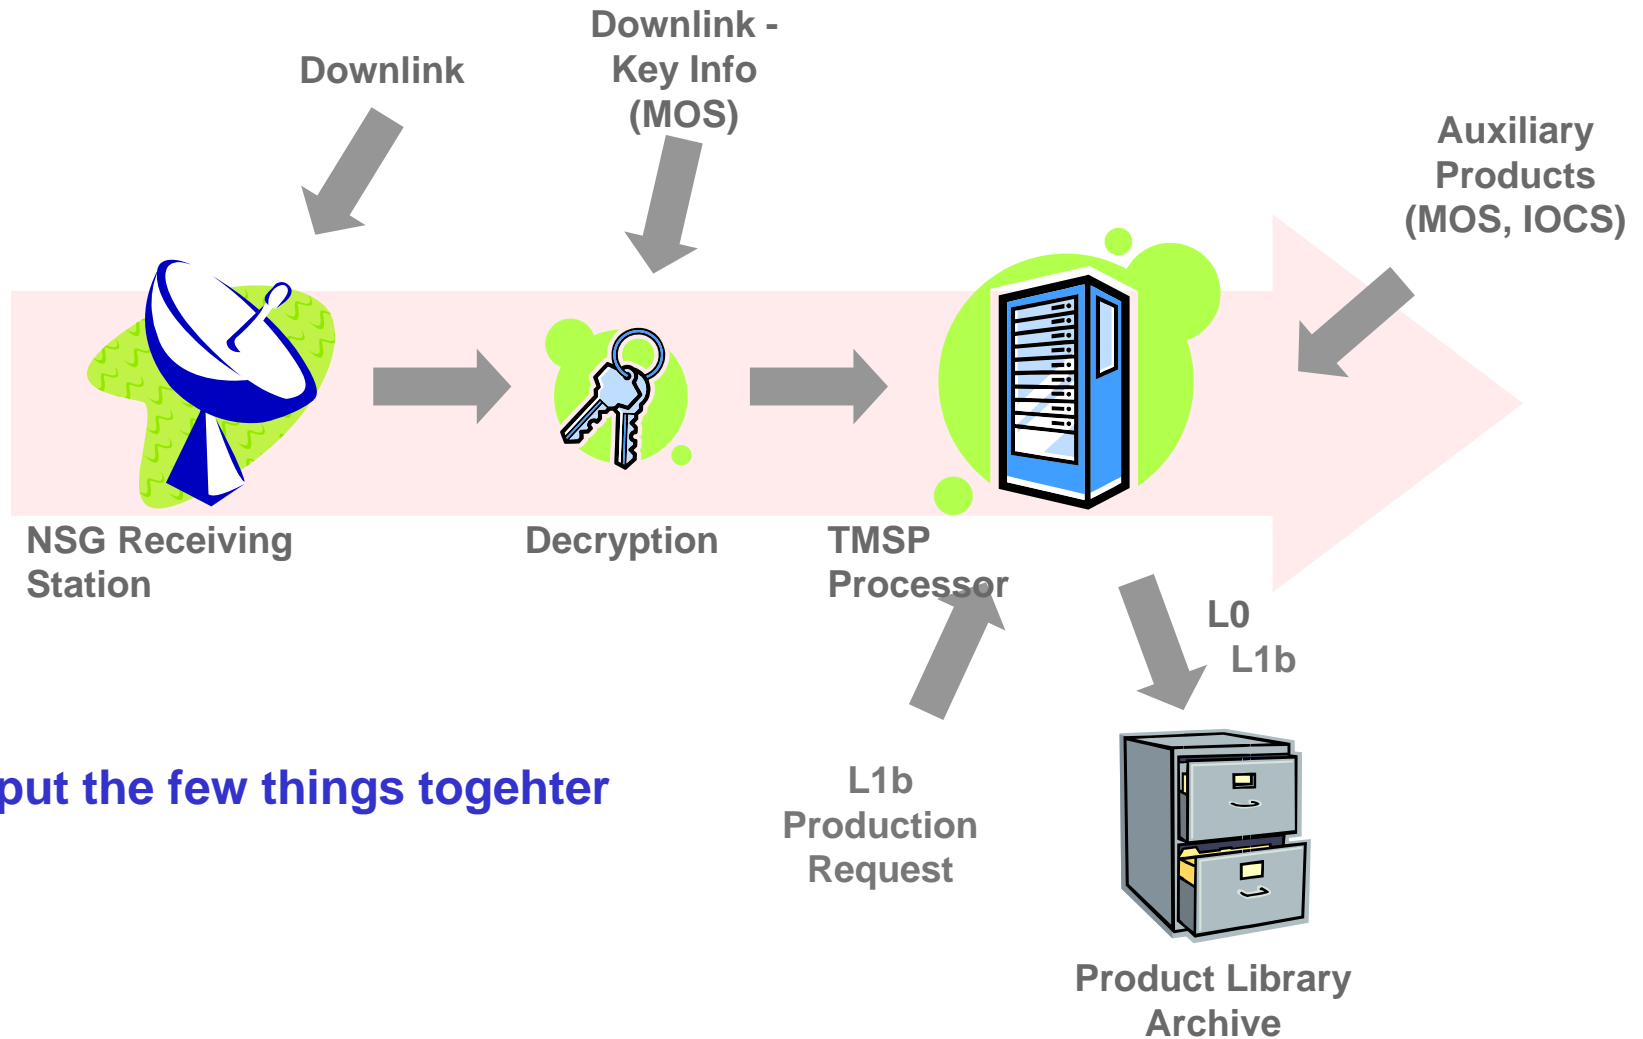 Downlink
Downlink -
Key Info
(MOS)
Auxiliary
Products
(MOS, IOCS)
NSG Receiving
Station
Decryption
TMSP
Processor
L0
L1b
put the few things togehter
L1b
Production
Request
Product Library
Archive